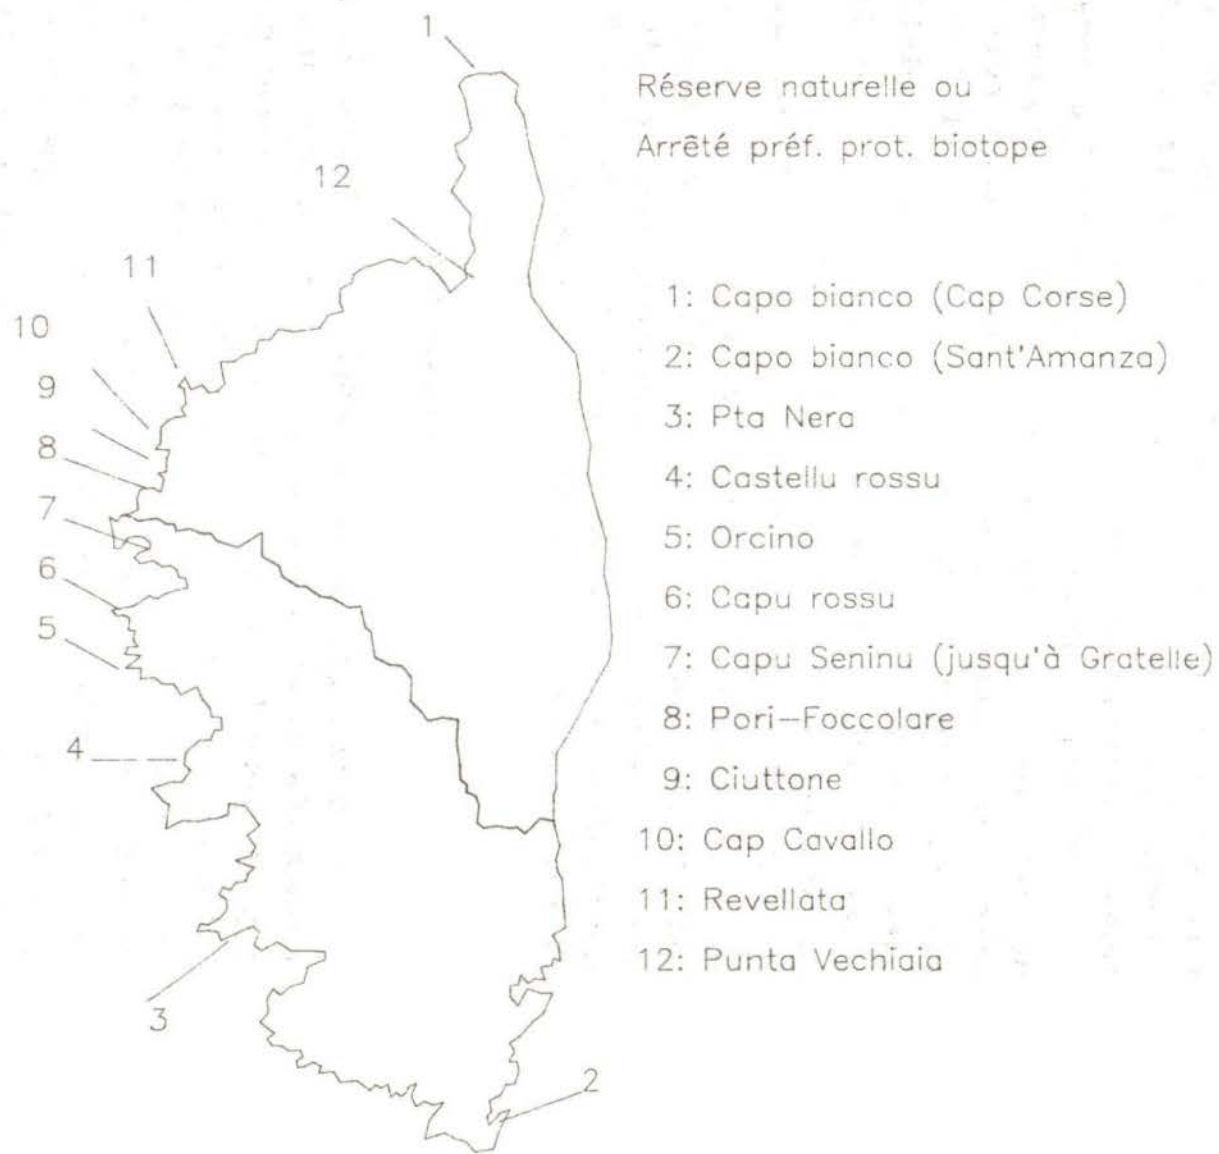 1
Réserve naturelle ou
Arrêté préf. prot. biotope
12
11
10
9
8
7
6
5
4
3
2
1: Capo bianco (Cap Corse)
2: Capo bianco (Sant'Amanza)
3: Pta Nera
4: Castellu rossu
5: Orcino
6: Capu rossu
7: Capu Seninu (jusqu'à Gratelle)
8: Pori-Foccolare
9: Ciuttone
10: Cap Cavallo
11: Revellata
12: Punta Vechiaia